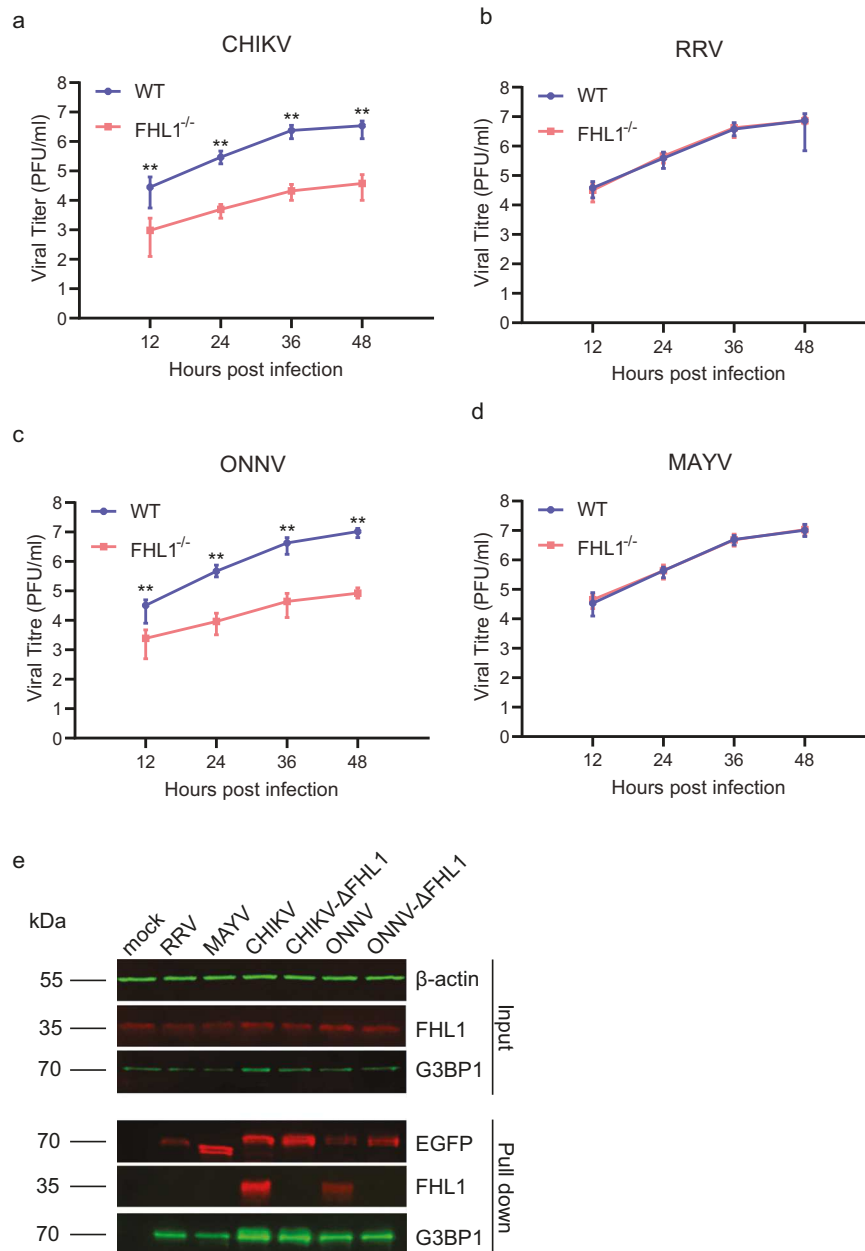 a
CHIKV
WT
FHL1-/-
** ** ** **
Viral Titer (PFU/ml)
8
7
6
5
4
3
2
1
0
12 24 36 48
Hours post infection
b
RRV
WT
FHL1-/-
Viral Titre (PFU/ml)
8
7
6
5
4
3
2
1
0
12 24 36 48
Hours post infection
c
ONNV
WT
FHL1-/-
** ** ** **
Viral Titre (PFU/ml)
8
7
6
5
4
3
2
1
0
12 24 36 48
Hours post infection
d
MAYV
WT
FHL1-/-
Viral Titre (PFU/ml)
8
7
6
5
4
3
2
1
0
12 24 36 48
Hours post infection
e
kDa
mock RRV MAYV CHIKV CHIKV-ΔFHL1 ONNV ONNV-ΔFHL1
55 β-actin
35 FHL1
70 G3BP1
Input
70 EGFP
35 FHL1
70 G3BP1
Pull down